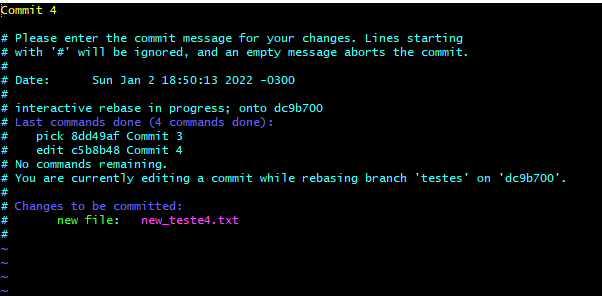 Commit 4
# Please enter the commit message for your changes. Lines starting
# with '#' will be ignored, and an empty message aborts the commit.
#
# Date:      Sun Jan 2 18:50:13 2022 -0300
#
# interactive rebase in progress; onto dc9b700
# Last commands done (4 commands done):
#    pick 8dd49af Commit 3
#    edit c5b8b48 Commit 4
# No commands remaining.
# You are currently editing a commit while rebasing branch 'testes' on 'dc9b700'.
#
# Changes to be committed:
#       new file:   new_teste4.txt
#
~
~
~
~